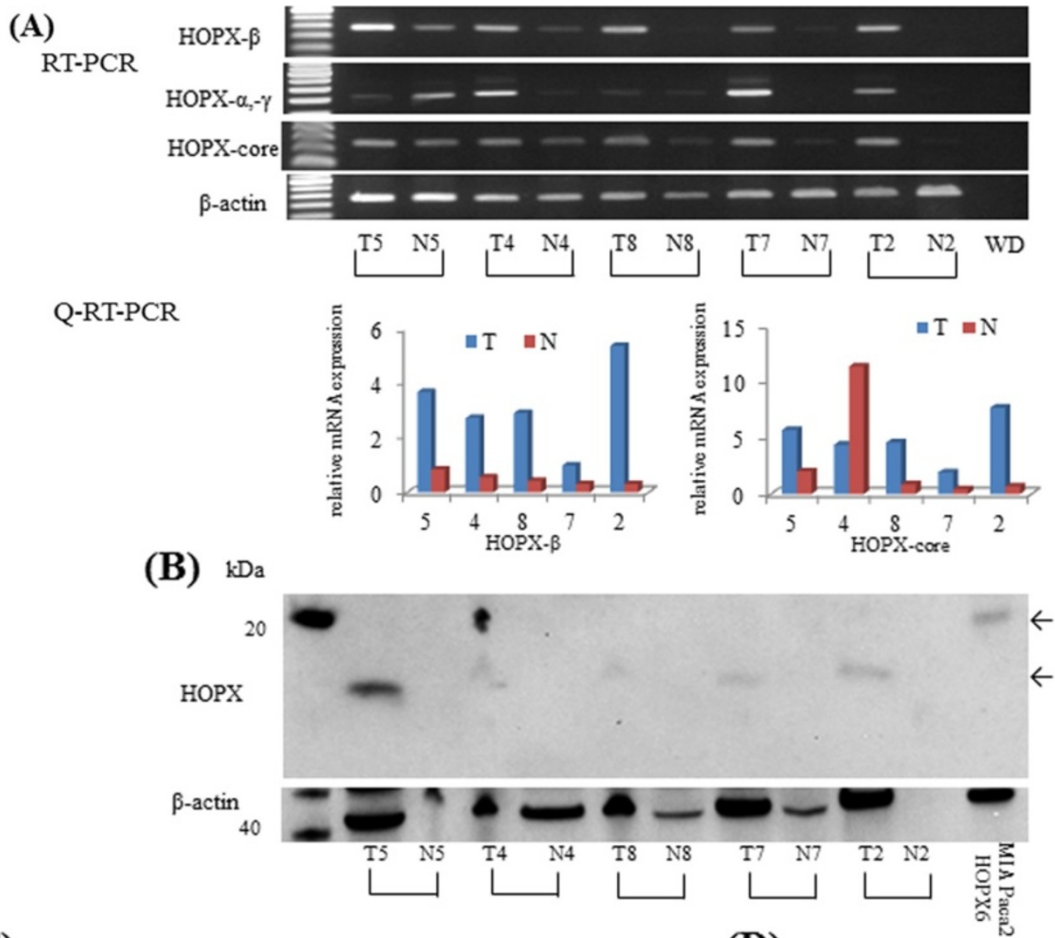 (A)
RT-PCR
HOPX-β
HOPX-α,-γ
HOPX-core
β-actin
T5 N5 T4 N4 T8 N8 T7 N7 T2 N2 WD
Q-RT-PCR
relative mRNA expression
6
4
2
0
T N
5 4 8 7 2
HOPX-β
relative mRNA expression
15
10
5
0
T N
5 4 8 7 2
HOPX-core
(B) kDa
20
HOPX
β-actin
40
T5 N5 T4 N4 T8 N8 T7 N7 T2 N2
MIA Paca2
HOPX6